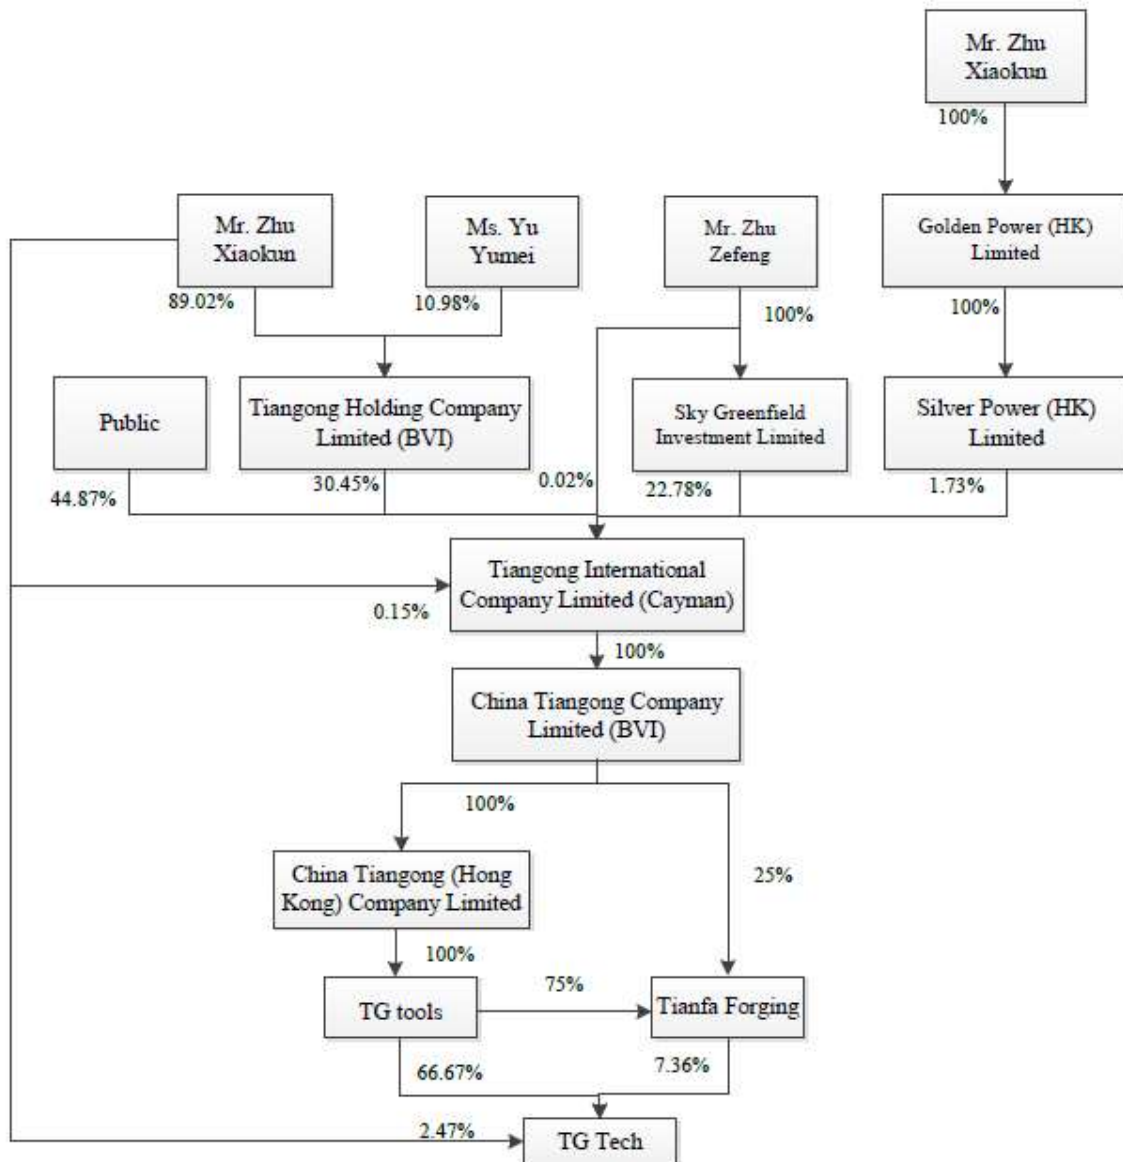 Mr. Zhu
Xiaokun
100%
Mr. Zhu
Xiaokun
Ms. Yu
Yumei
Mr. Zhu
Zefeng
Golden Power (HK)
Limited
89.02%
10.98%
100%
100%
Public
Tiangong Holding Company
Limited (BVI)
Sky Greenfield
Investment Limited
Silver Power (HK)
Limited
44.87%
30.45%
0.02%
22.78%
1.73%
Tiangong International
Company Limited (Cayman)
0.15%
100%
China Tiangong Company
Limited (BVI)
100%
25%
China Tiangong (Hong
Kong) Company Limited
100%
TG tools
75%
Tianfa Forging
66.67%
7.36%
2.47%
TG Tech